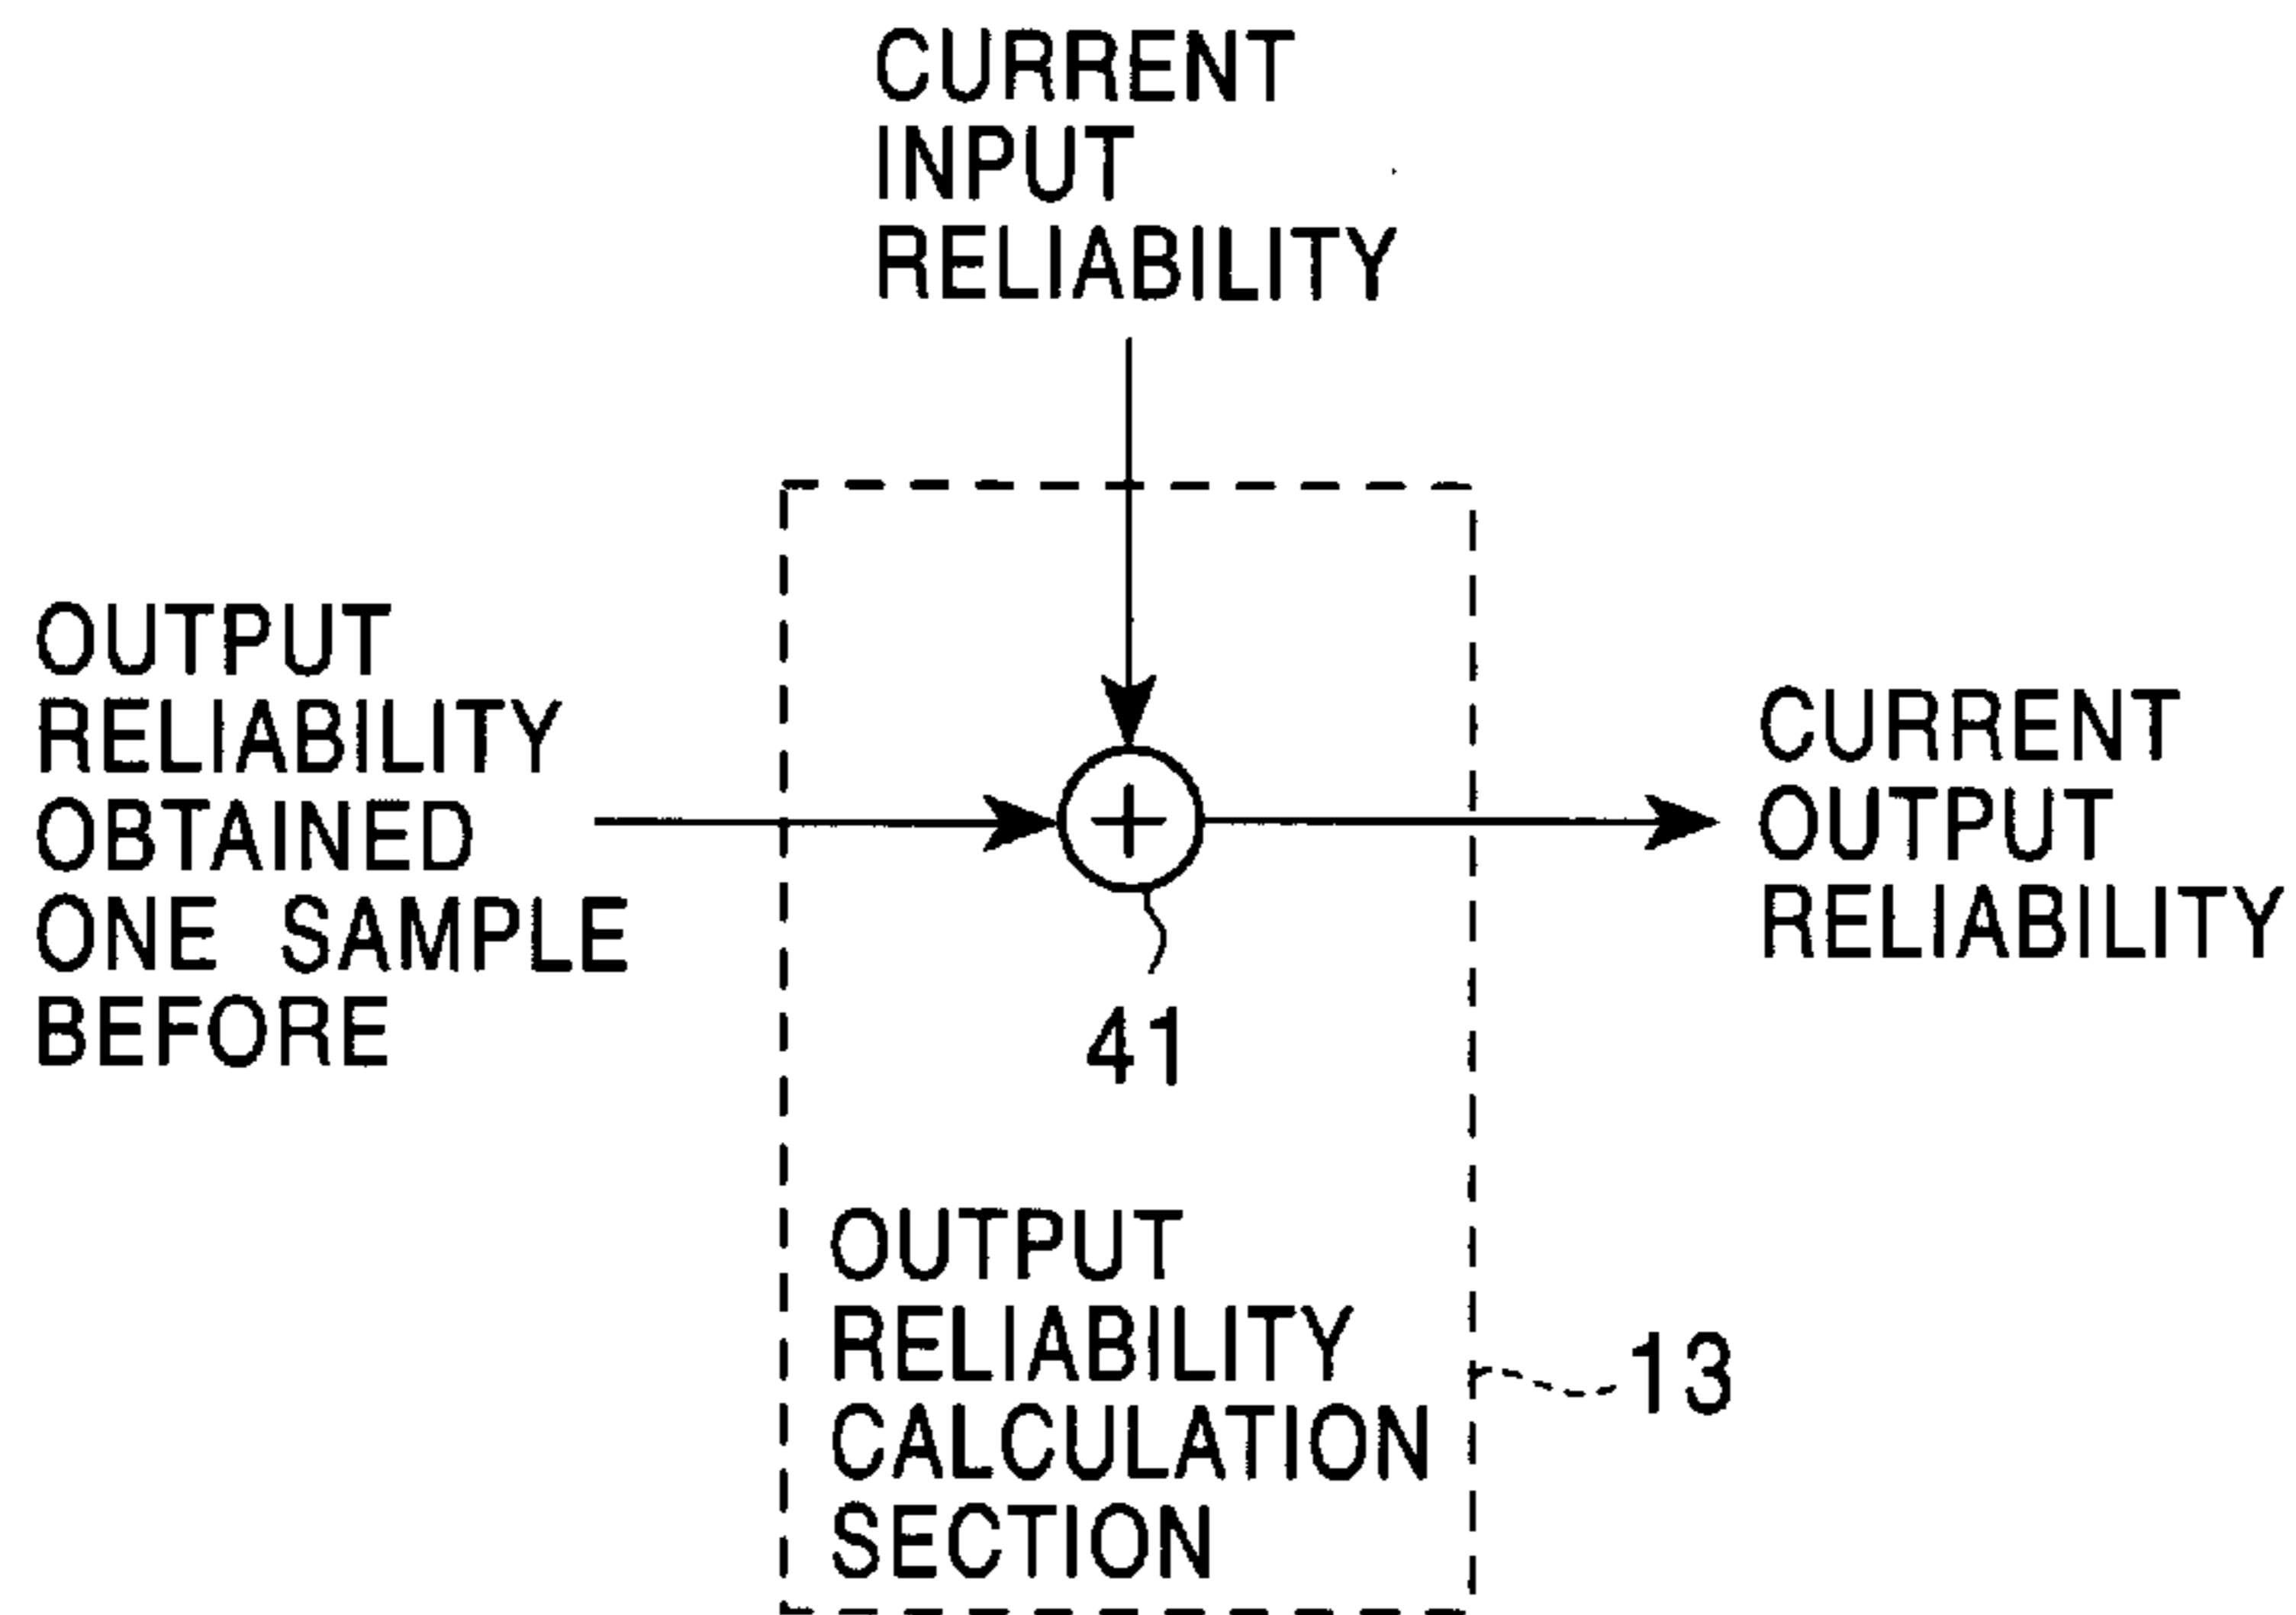 CURRENT
INPUT
RELIABILITY
OUTPUT
RELIABILITY
OBTAINED
ONE SAMPLE
BEFORE
+
CURRENT
OUTPUT
RELIABILITY
41
OUTPUT
RELIABILITY
CALCULATION
SECTION
13